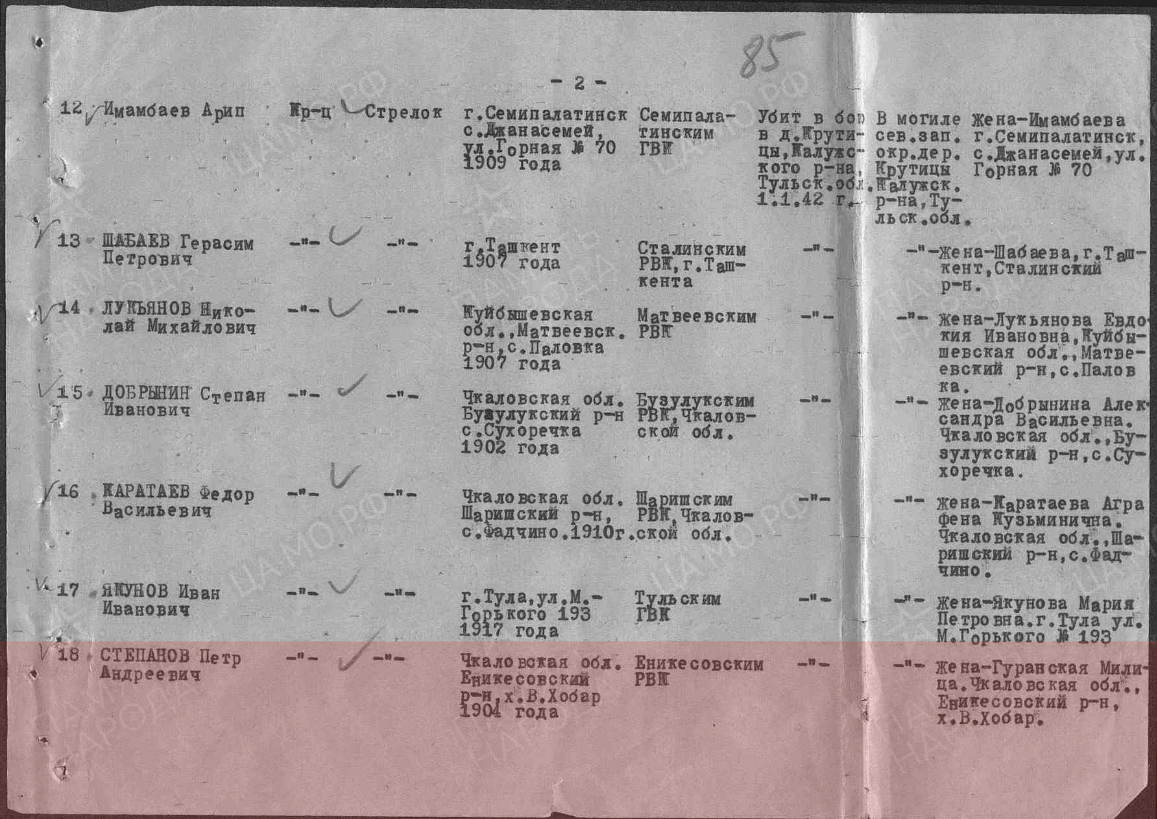 85
- 2 -
12 Имамбаев Арип Кр-ц Стрелок г.Семипалатинск Семипала- Убит в бою В могиле Жена-Имамбаева
с.Джанасемей, тинским в д.Крути- сев.зап. г.Семипалатинск,
ул.Горная № 70 ГВК цы,Калужс- окр.дер. с.Джанасемей,ул.
1909 года кого р-на, Крутицы Горная № 70
Тульск.обл. Калужск.
1.1.42 г. р-на,Ту-
льск.обл.
13 ШАБАЕВ Герасим -"- -"- г.Ташкент Сталинским -"- -"- Жена-Шабаева,г.Таш-
Петрович 1907 года РВК,г.Таш- кент,Сталинский
кента р-н.
14 ЛУКЬЯНОВ Нико- -"- -"- Куйбышевская Матвеевским -"- -"- Жена-Лукьянова Евдо
лай Михайлович обл.,Матвеевск. РВК кия Ивановна,Куйбы-
р-н,с.Паловка шевская обл.,Матве-
1907 года евский р-н,с.Палов
ка.
15. ДОБРЫНИН Степан -"- -"- Чкаловская обл. Бузулукским -"- -"- Жена-Добрынина Алек-
Иванович Бузулукский р-н РВК,Чкалов- сандра Васильевна.
с.Сухоречка ской обл. Чкаловская обл.,Бу-
1902 года зулукский р-н,с.Су-
хоречка.
16. КАРАТАЕВ Федор -"- -"- Чкаловская обл. Шаришским -"- -"- Жена-Каратаева Агра
Васильевич Шаришский р-н, РВК,Чкалов- фена Кузьминична.
с.Фадчино.1910г. ской обл. Чкаловская обл.,Ша-
ришский р-н,с.Фад-
чино.
17 ЯКУНОВ Иван -"- -"- г.Тула,ул.М.- Тульским -"- -"- Жена-Якунова Мария
Иванович Горького 193 ГВК Петровна.г.Тула ул.
1917 года М.Горького № 193
18. СТЕПАНОВ Петр -"- -"- Чкаловская обл. Еникесовским -"- -"- Жена-Гуранская Мили-
Андреевич Еникесовский РВК ца.Чкаловская обл.,
р-н,х.В.Хобар Еникесовский р-н,
1904 года х.В.Хобар.
ЦАМО.РФ
ПАМЯТЬ НАРОДА